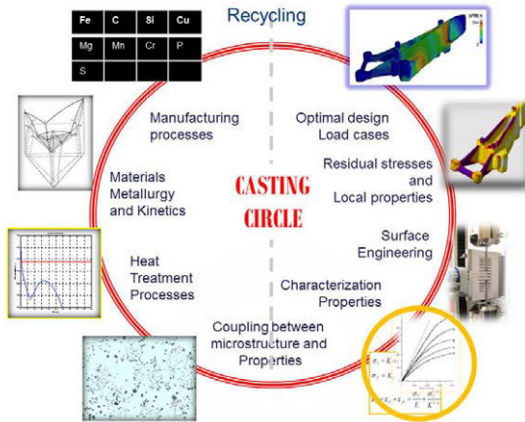 Recycling
Fe C Si Cu
Mg Mn Cr P
S
Manufacturing
processes
Optimal design
Load cases
Materials
Metallurgy
and Kinetics
CASTING
CIRCLE
Residual stresses
and
Local properties
Surface
Engineering
Heat
Treatment
Processes
Characterization
Properties
Coupling between
microstructure and
Properties